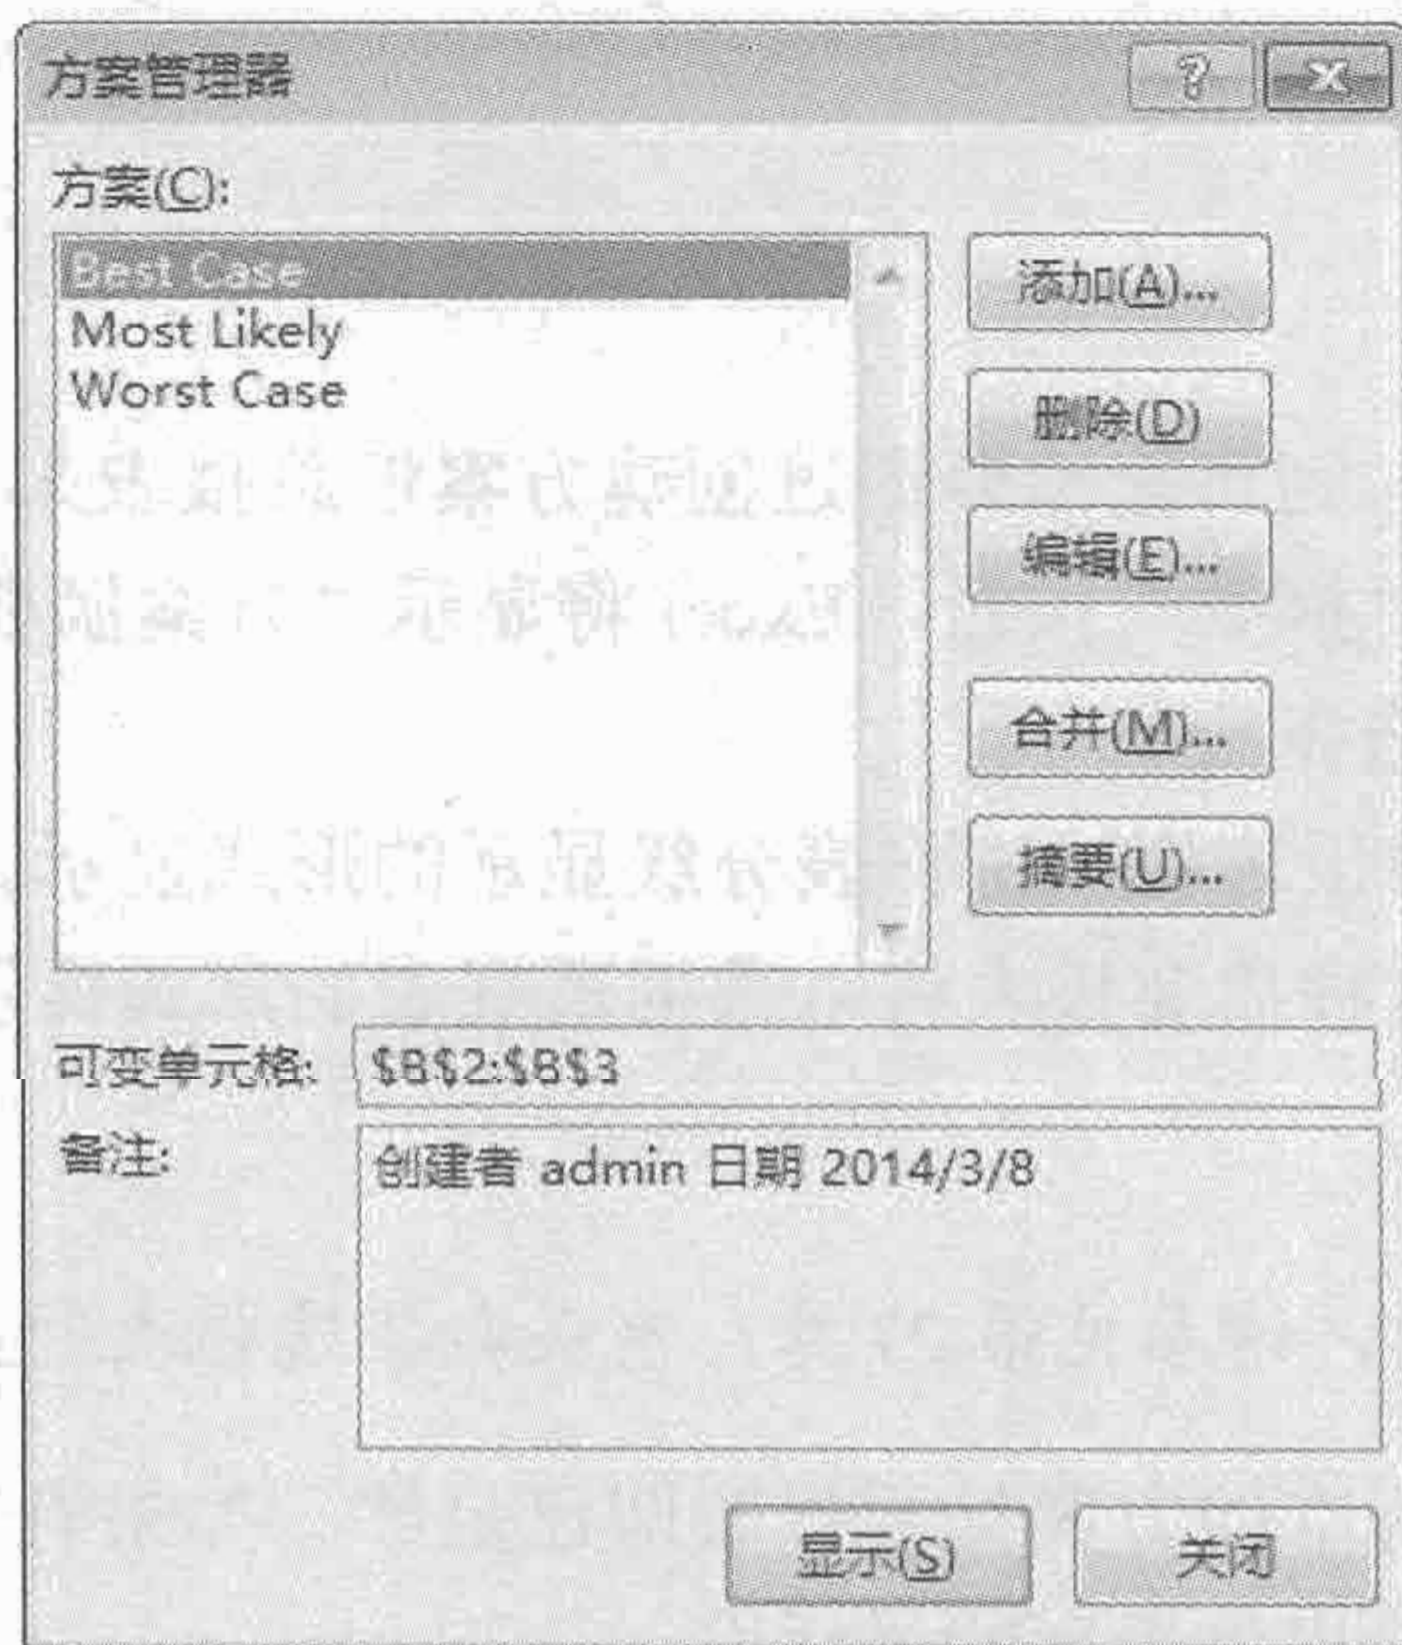 方案管理器
方案(C):
Best Case
Most Likely
Worst Case
添加(A)...
删除(D)
编辑(E)...
合并(M)...
摘要(U)...
可变单元格: $B$2:$B$3
备注: 创建者 admin 日期 2014/3/8
显示(S) 关闭